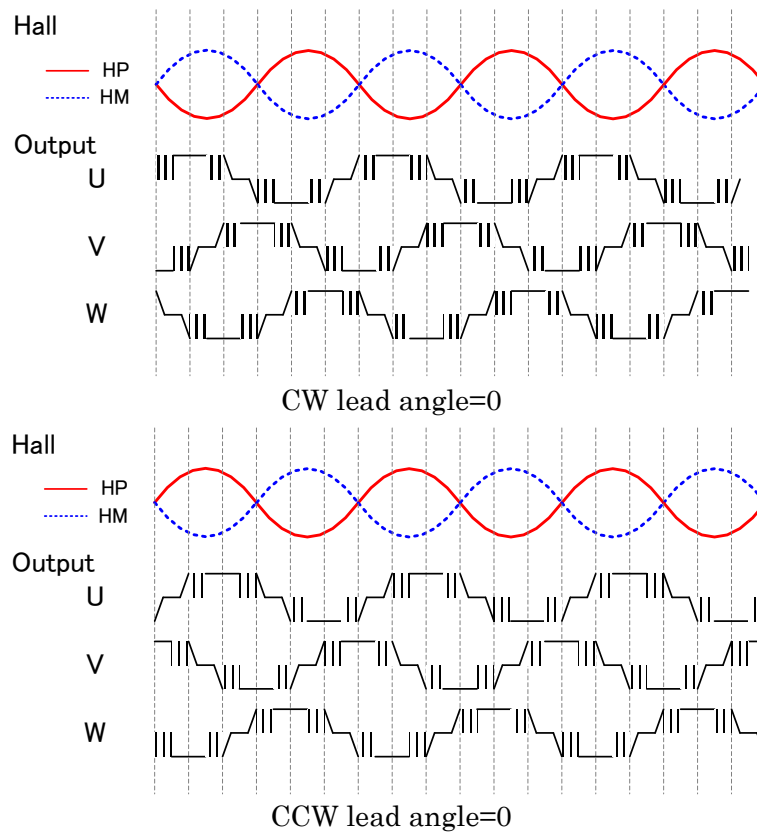 Hall
HP
HM
Output
U
V
W
CW lead angle=0
Hall
HP
HM
Output
U
V
W
CCW lead angle=0